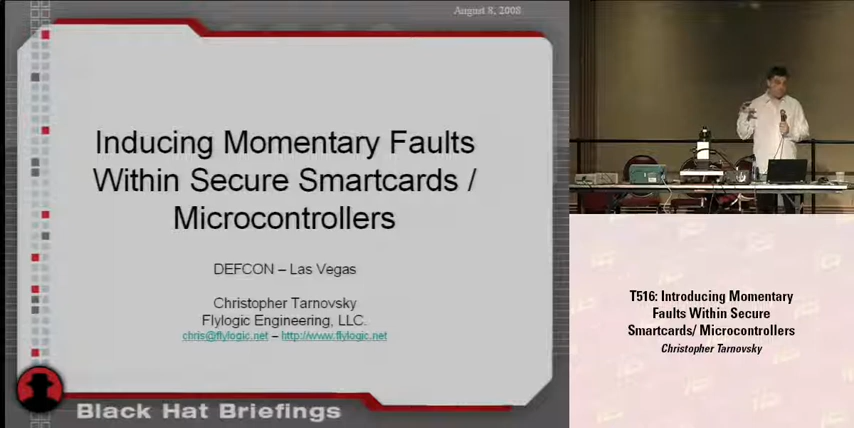 August 8, 2008
Inducing Momentary Faults
Within Secure Smartcards /
Microcontrollers
DEFCON – Las Vegas
Christopher Tarnovsky
Flylogic Engineering, LLC.
chris@flylogic.net – http://www.flylogic.net
Black Hat Briefings
T516: Introducing Momentary
Faults Within Secure
Smartcards/ Microcontrollers
Christopher Tarnovsky